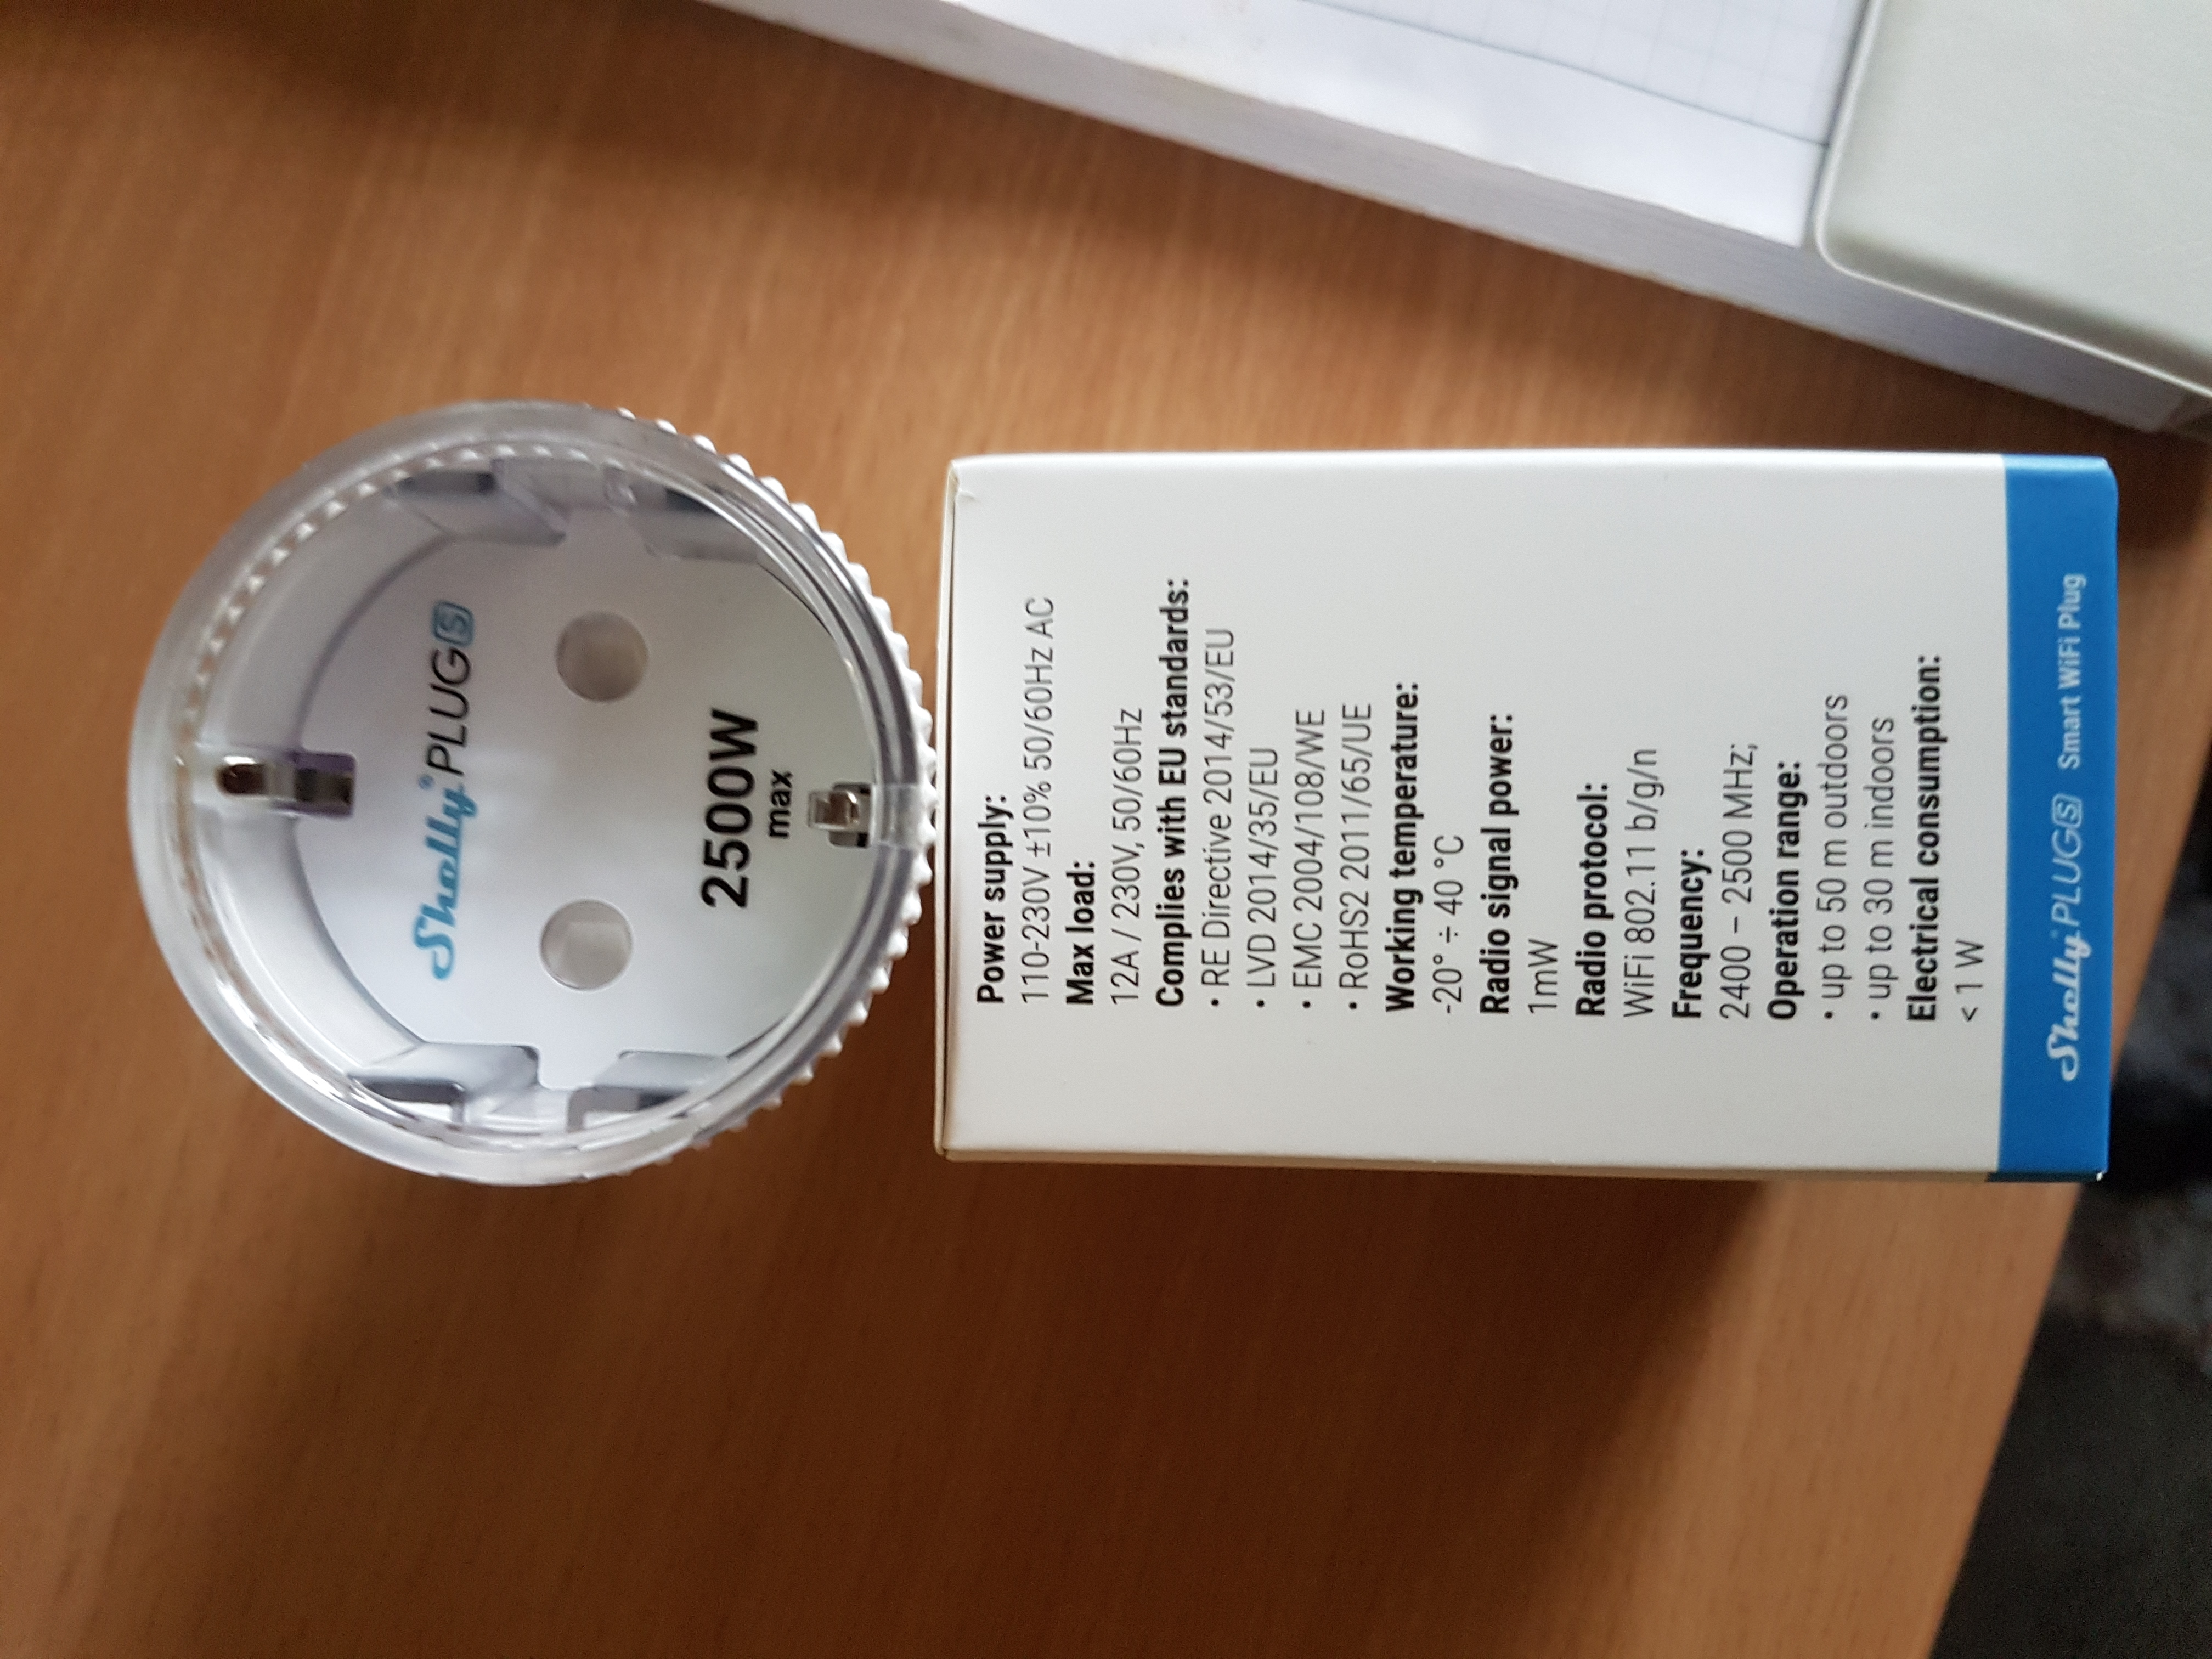 Shelly® PLUG S
2500W
max
Power supply:
110-230V ±10% 50/60Hz AC
Max load:
12A / 230V, 50/60Hz
Complies with EU standards:
• RE Directive 2014/53/EU
• LVD 2014/35/EU
• EMC 2004/108/WE
• RoHS2 2011/65/UE
Working temperature:
-20° ÷ 40 °C
Radio signal power:
1mW
Radio protocol:
WiFi 802.11 b/g/n
Frequency:
2400 – 2500 MHz;
Operation range:
• up to 50 m outdoors
• up to 30 m indoors
Electrical consumption:
< 1 W
Shelly® PLUG S Smart WiFi Plug